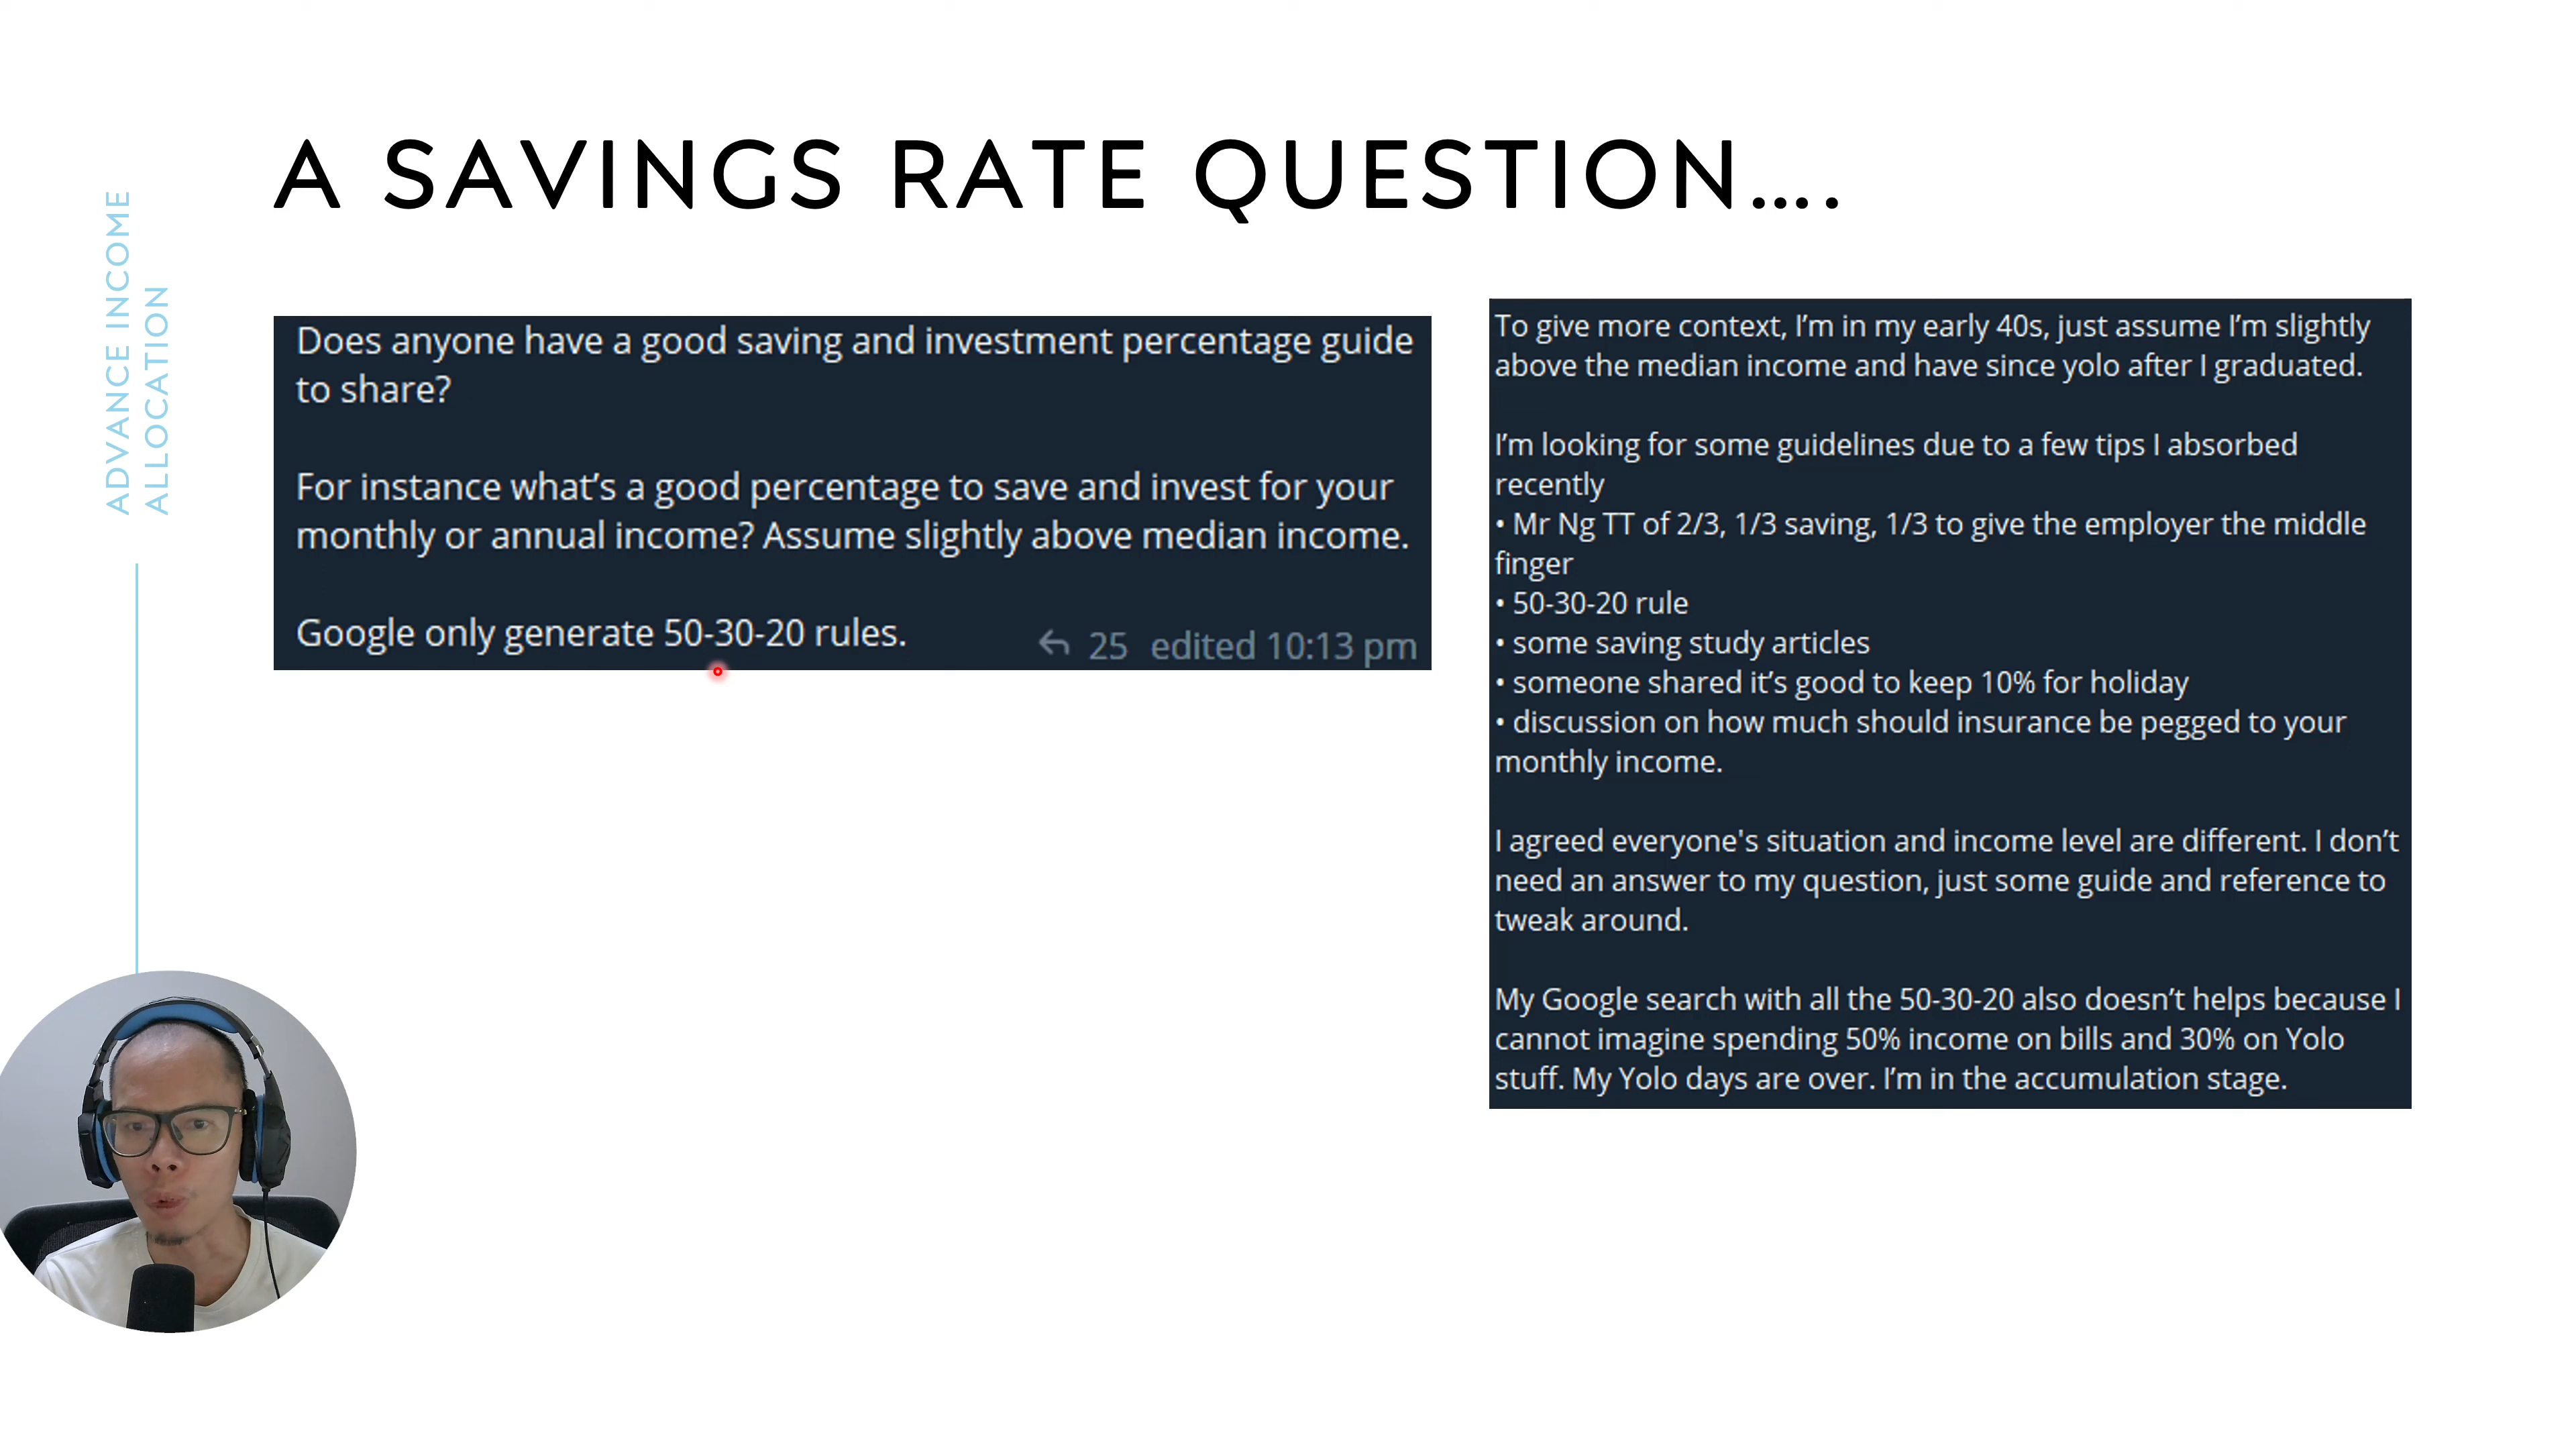 A SAVINGS RATE QUESTION....
ADVANCE INCOME
ALLOCATION
Does anyone have a good saving and investment percentage guide
to share?
For instance what's a good percentage to save and invest for your
monthly or annual income? Assume slightly above median income.
Google only generate 50-30-20 rules.
25 edited 10:13 pm
To give more context, I'm in my early 40s, just assume I'm slightly
above the median income and have since yolo after I graduated.
I'm looking for some guidelines due to a few tips I absorbed
recently
• Mr Ng TT of 2/3, 1/3 saving, 1/3 to give the employer the middle
finger
• 50-30-20 rule
• some saving study articles
• someone shared it's good to keep 10% for holiday
• discussion on how much should insurance be pegged to your
monthly income.
I agreed everyone's situation and income level are different. I don't
need an answer to my question, just some guide and reference to
tweak around.
My Google search with all the 50-30-20 also doesn't helps because I
cannot imagine spending 50% income on bills and 30% on Yolo
stuff. My Yolo days are over. I'm in the accumulation stage.